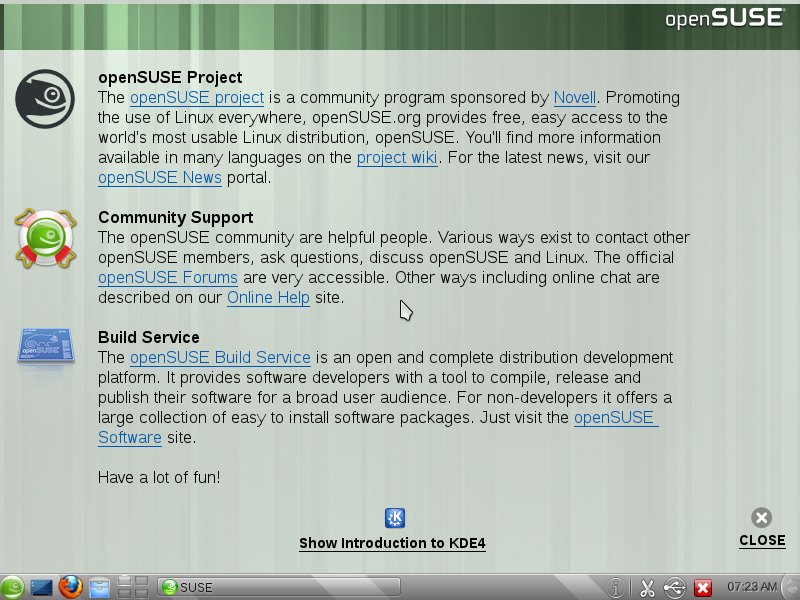 openSUSE
openSUSE Project
The openSUSE project is a community program sponsored by Novell. Promoting
the use of Linux everywhere, openSUSE.org provides free, easy access to the
world's most usable Linux distribution, openSUSE. You'll find more information
available in many languages on the project wiki. For the latest news, visit our
openSUSE News portal.
Community Support
The openSUSE community are helpful people. Various ways exist to contact other
openSUSE members, ask questions, discuss openSUSE and Linux. The official
openSUSE Forums are very accessible. Other ways including online chat are
described on our Online Help site.
Build Service
openSUSE
The openSUSE Build Service is an open and complete distribution development
platform. It provides software developers with a tool to compile, release and
publish their software for a broad user audience. For non-developers it offers a
large collection of easy to install software packages. Just visit the openSUSE
Software site.
Have a lot of fun!
Show Introduction to KDE4
CLOSE
SUSE
07:23 AM